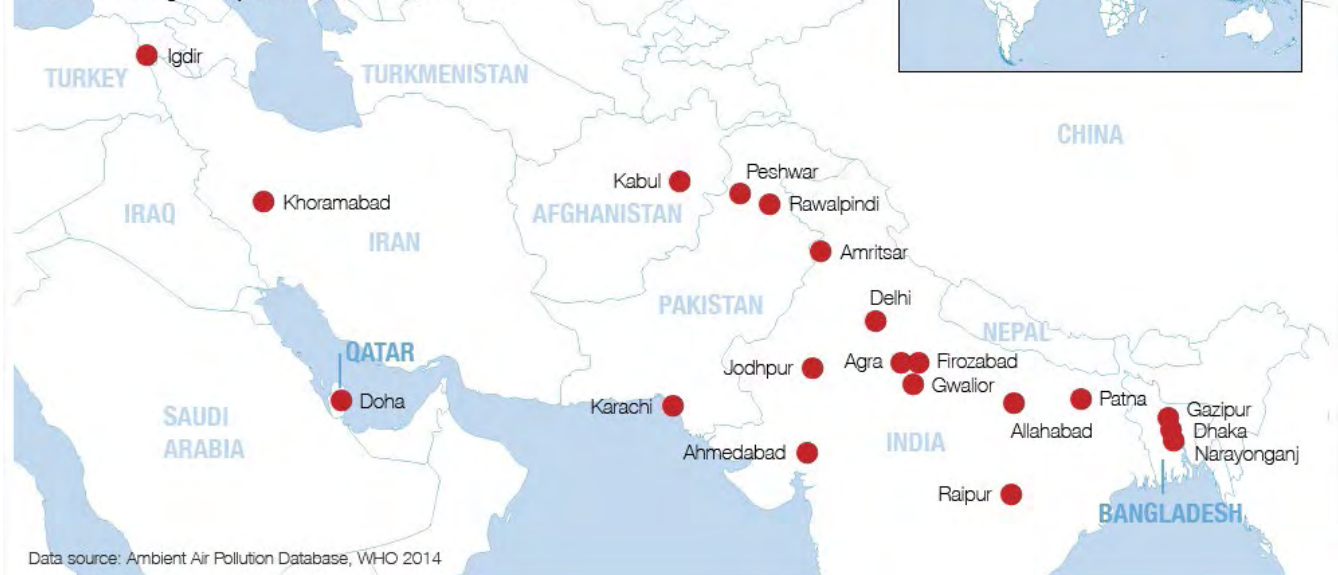 Igdir
TURKEY
TURKMENISTAN
CHINA
Kabul
Peshwar
Rawalpindi
Khoramabad
IRAQ
AFGHANISTAN
IRAN
Amritsar
Delhi
PAKISTAN
NEPAL
QATAR
Jodhpur
Agra
Firozabad
Gwalior
Doha
Karachi
Patna
Allahabad
Gazipur
Dhaka
Narayonganj
SAUDI
ARABIA
Ahmedabad
INDIA
Raipur
BANGLADESH
Data source: Ambient Air Pollution Database, WHO 2014